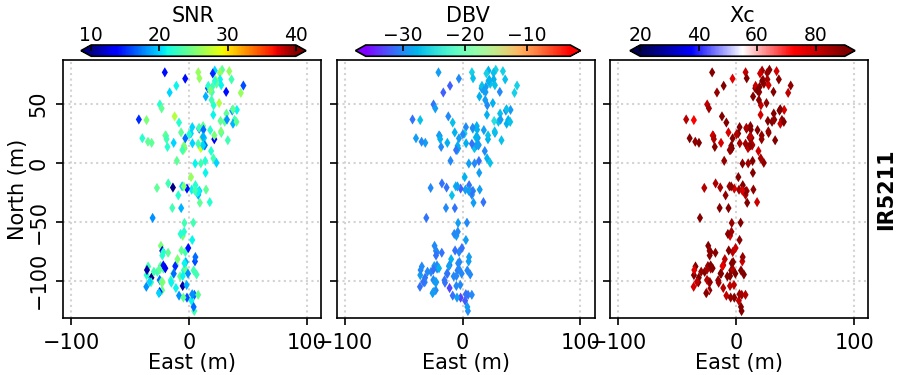 SNR DBV Xc
10 20 30 40 −30 −20 −10 20 40 60 80
50
0
−50
−100
North (m)
IR5211
−100 0 100 −100 0 100 −100 0 100
East (m) East (m) East (m)